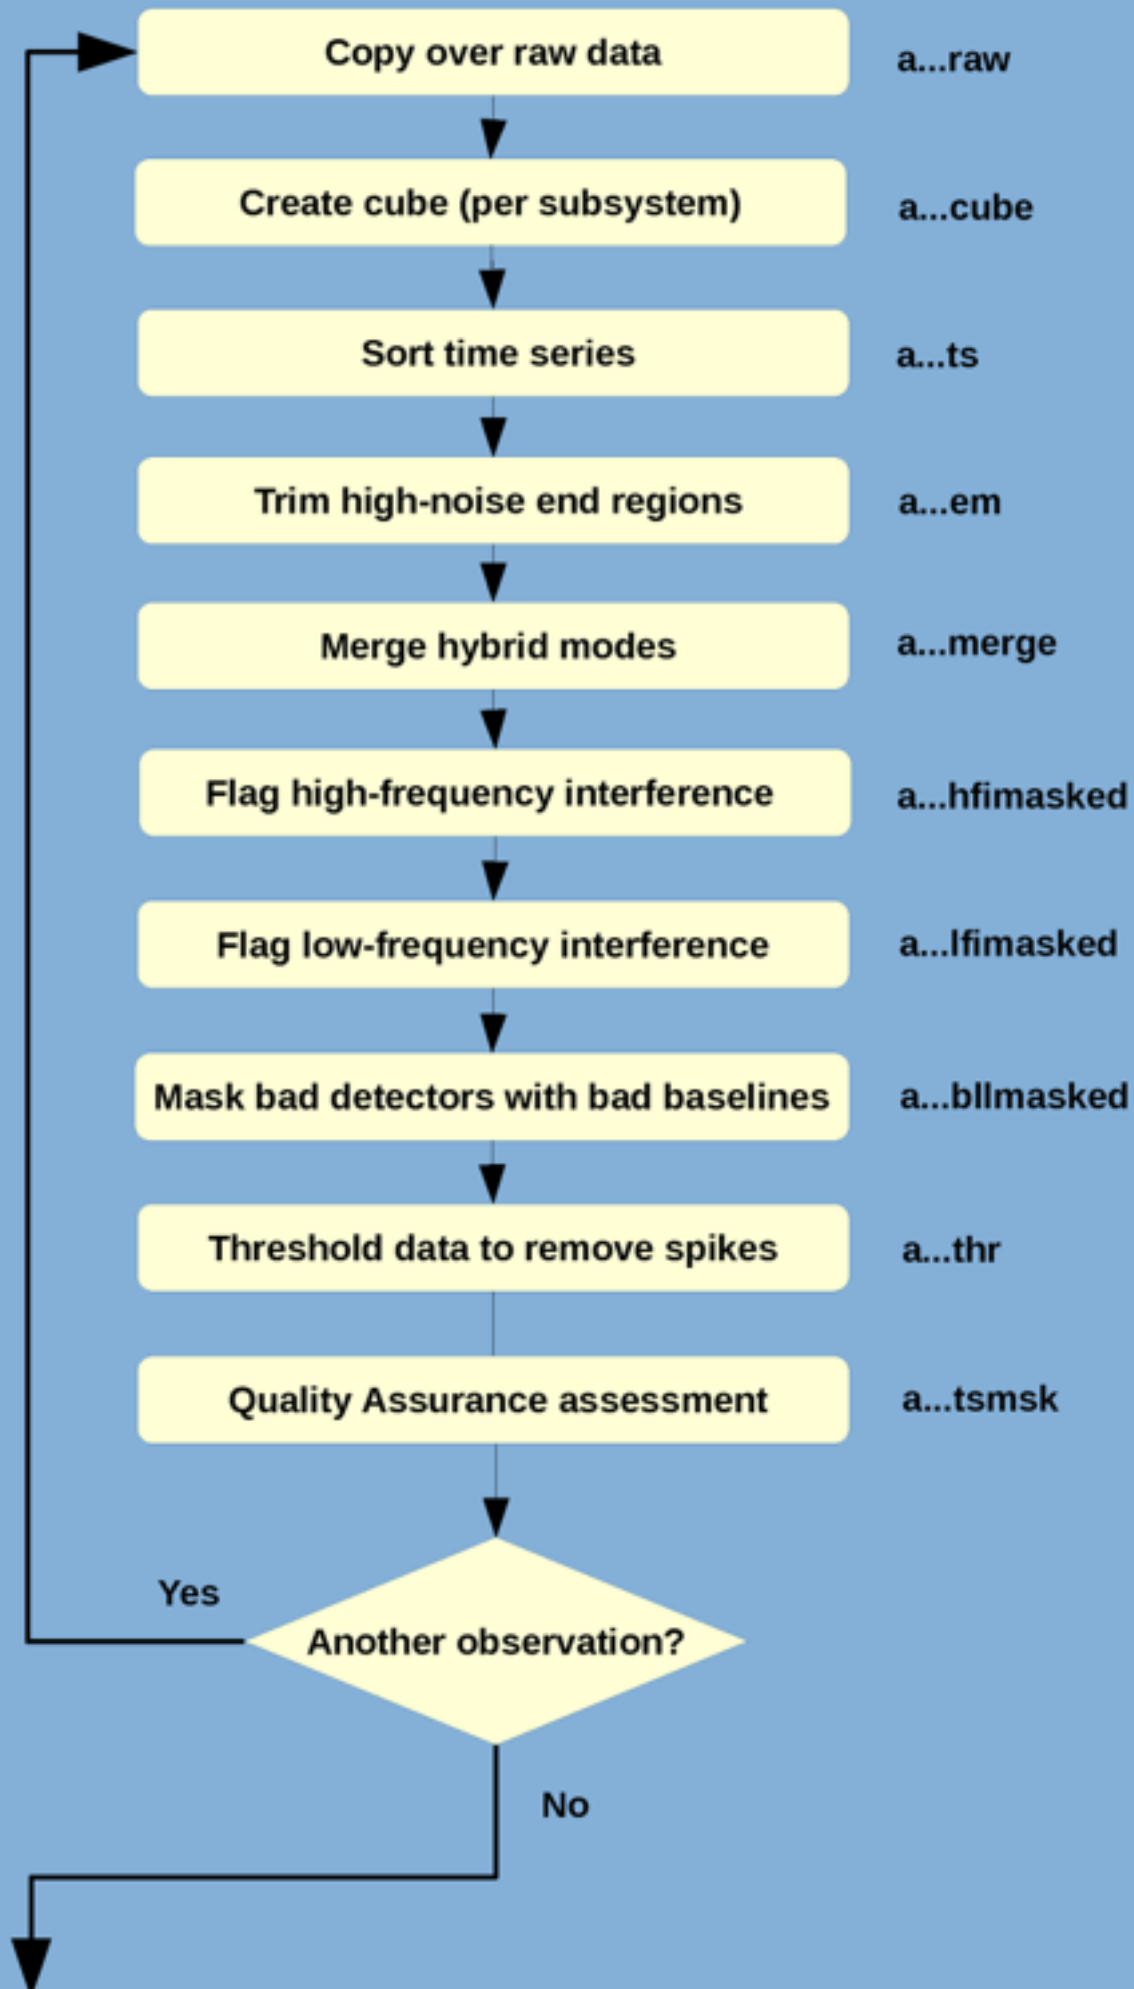 Copy over raw data a...raw
Create cube (per subsystem) a...cube
Sort time series a...ts
Trim high-noise end regions a...em
Merge hybrid modes a...merge
Flag high-frequency interference a...hfimasked
Flag low-frequency interference a...lfimasked
Mask bad detectors with bad baselines a...bllmasked
Threshold data to remove spikes a...thr
Quality Assurance assessment a...tsmsk
Yes
Another observation?
No